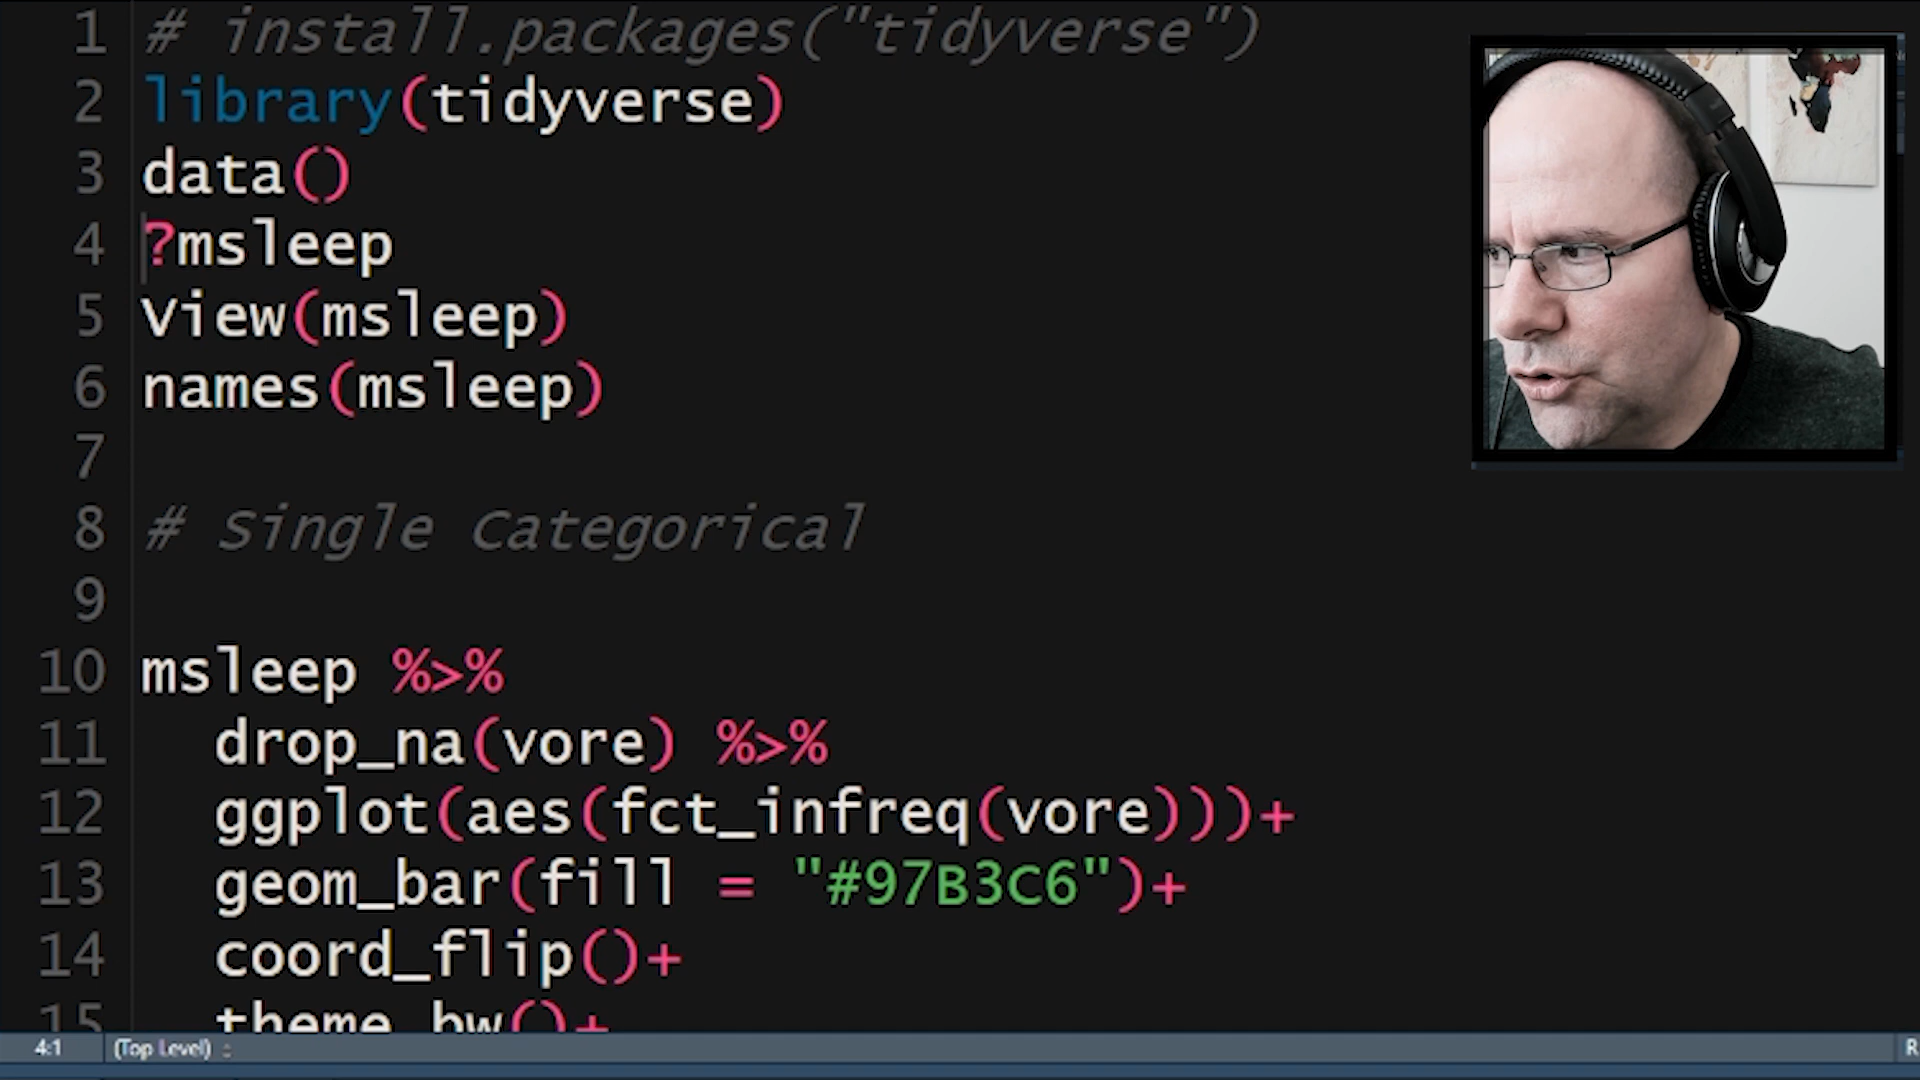 1 # install.packages("tidyverse")
2 library(tidyverse)
3 data()
4 ?msleep
5 View(msleep)
6 names(msleep)
7
8 # Single Categorical
9
10 msleep %>%
11 drop_na(vore) %>%
12 ggplot(aes(fct_infreq(vore)))+
13 geom_bar(fill = "#97B3C6")+
14 coord_flip()+
15 theme_bw()+
4:1 (Top Level) R